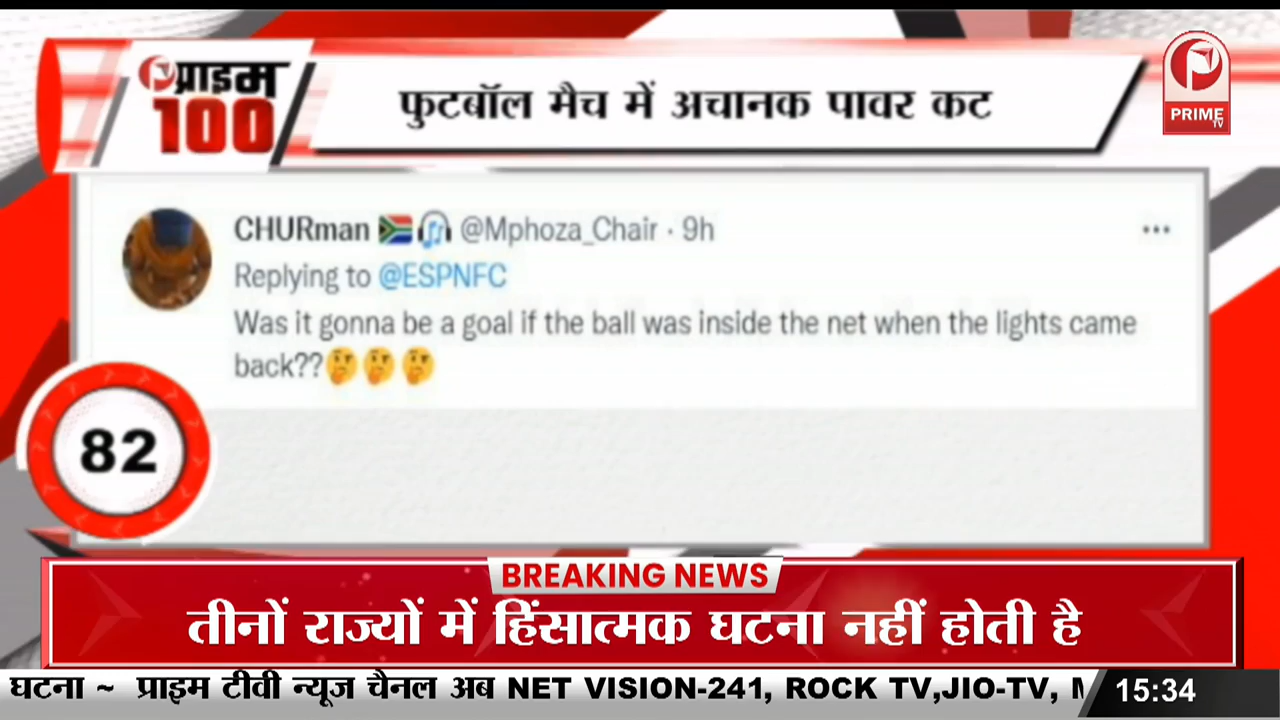 प्राइम
100
फुटबॉल मैच में अचानक पावर कट
PRIME
TV
CHURman @Mphoza_Chair · 9h
Replying to @ESPNFC
Was it gonna be a goal if the ball was inside the net when the lights came
back??
82
BREAKING NEWS
तीनों राज्यों में हिंसात्मक घटना नहीं होती है
घटना ~ प्राइम टीवी न्यूज चैनल अब NET VISION-241, ROCK TV,JIO-TV,
15:34